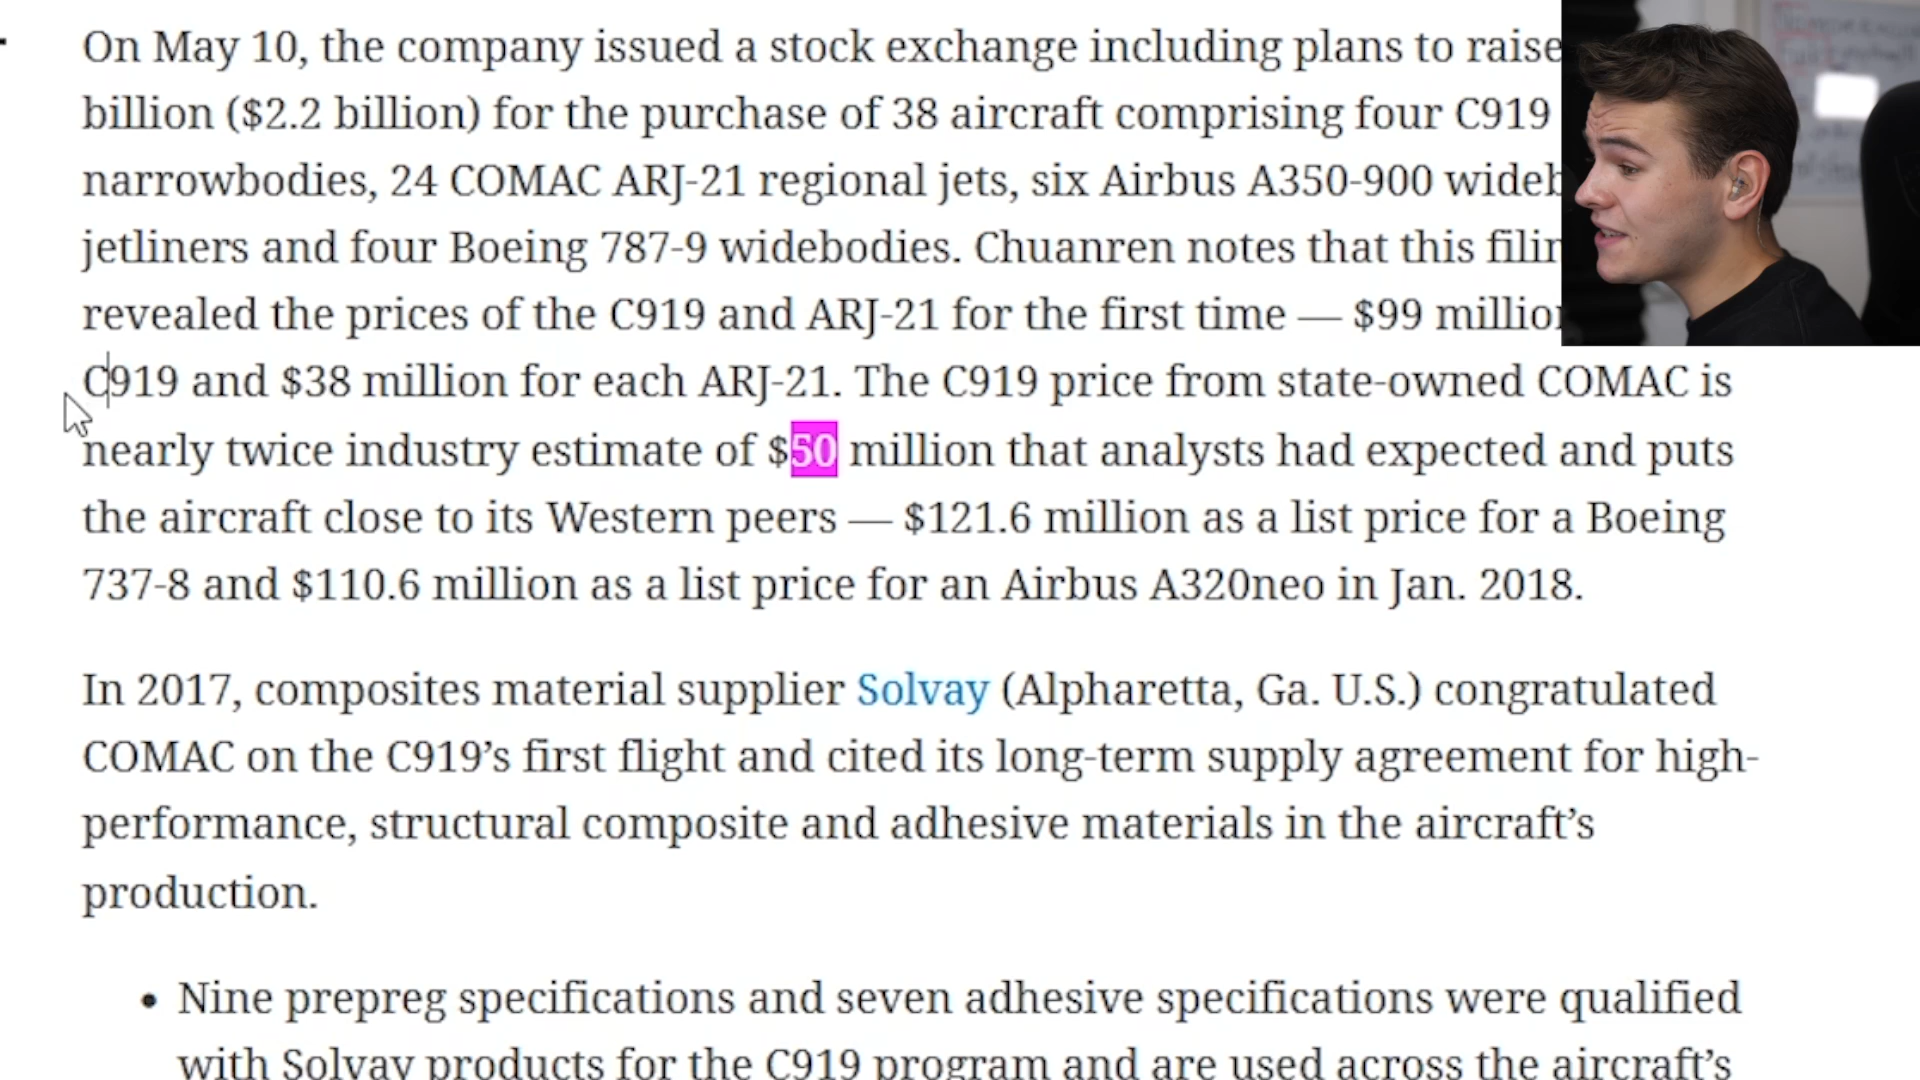 On May 10, the company issued a stock exchange including plans to raise
billion ($2.2 billion) for the purchase of 38 aircraft comprising four C919
narrowbodies, 24 COMAC ARJ-21 regional jets, six Airbus A350-900
jetliners and four Boeing 787-9 widebodies. Chuanren notes that this
revealed the prices of the C919 and ARJ-21 for the first time — $99
C919 and $38 million for each ARJ-21. The C919 price from state-owned COMAC is
nearly twice industry estimate of $50 million that analysts had expected and puts
the aircraft close to its Western peers — $121.6 million as a list price for a Boeing
737-8 and $110.6 million as a list price for an Airbus A320neo in Jan. 2018.
In 2017, composites material supplier Solvay (Alpharetta, Ga. U.S.) congratulated
COMAC on the C919’s first flight and cited its long-term supply agreement for high-
performance, structural composite and adhesive materials in the aircraft’s
production.
• Nine prepreg specifications and seven adhesive specifications were qualified
with Solvay products for the C919 program and are used across the aircraft’s